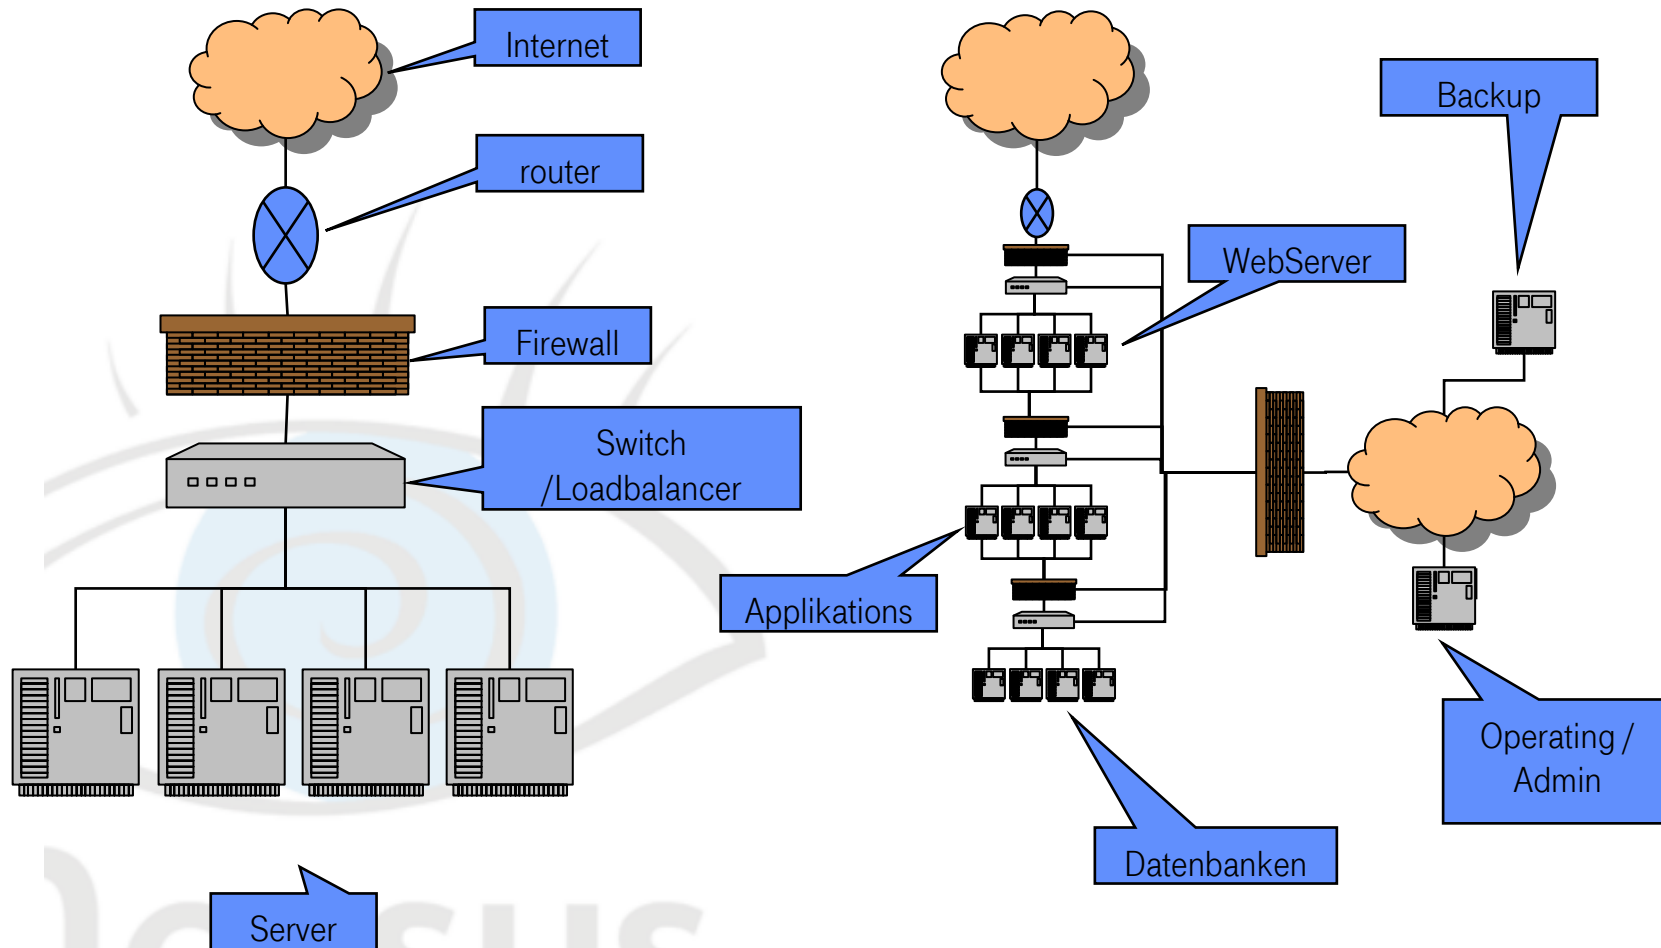 Internet
router
Firewall
Switch
/Loadbalancer
Server
Backup
WebServer
Applikations
Operating /
Admin
Datenbanken